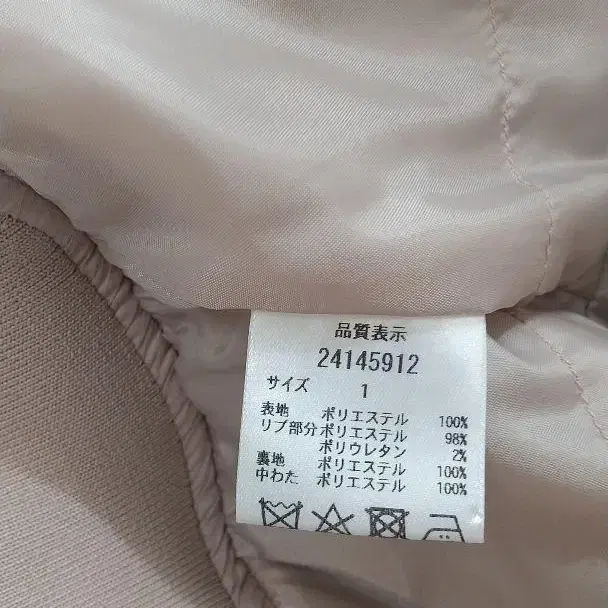 品質表示
24145912
サイズ 1
表地 ポリエステル 100%
リブ部分 ポリエステル 98%
ポリウレタン 2%
裏地 ポリエステル 100%
中わた ポリエステル 100%